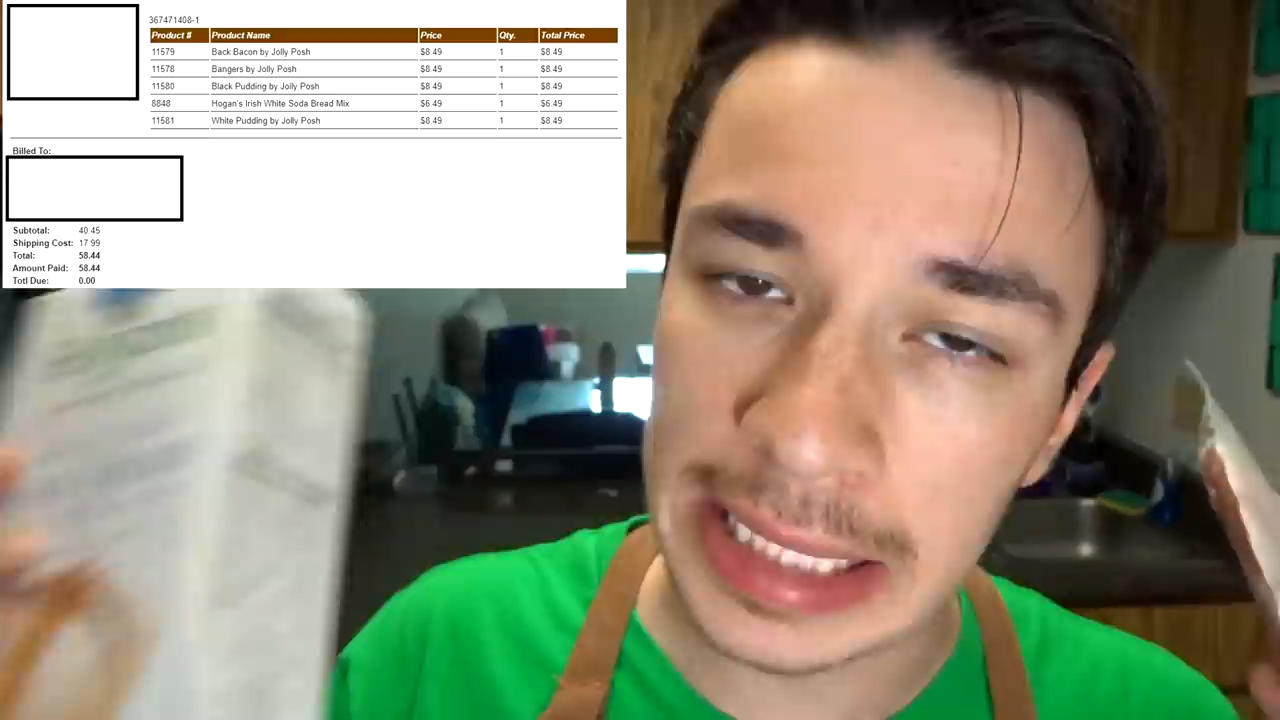 367471408-1
Product # Product Name Price Qty. Total Price
11579 Back Bacon by Jolly Posh $8.49 1 $8.49
11578 Bangers by Jolly Posh $8.49 1 $8.49
11580 Black Pudding by Jolly Posh $8.49 1 $8.49
8848 Hogan's Irish White Soda Bread Mix $6.49 1 $6.49
11581 White Pudding by Jolly Posh $8.49 1 $8.49
Billed To:
Subtotal: 40.45
Shipping Cost: 17.99
Total: 58.44
Amount Paid: 58.44
Totl Due: 0.00